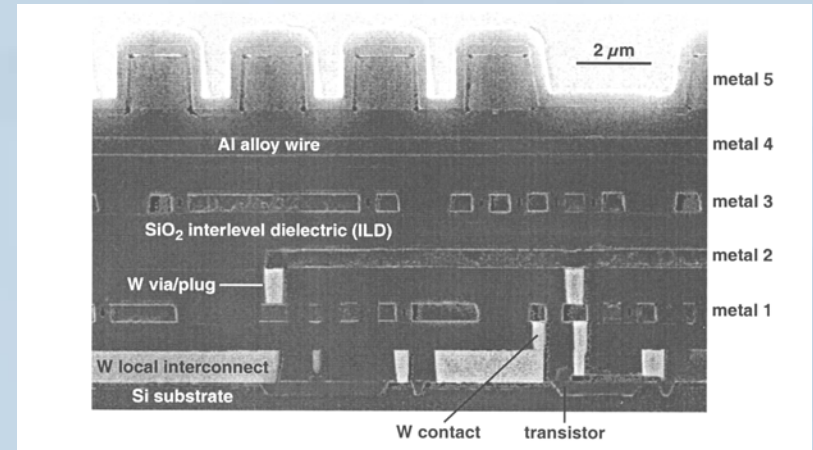 2 μm
metal 5
Al alloy wire
metal 4
metal 3
SiO₂ interlevel dielectric (ILD)
metal 2
W via/plug
metal 1
W local interconnect
Si substrate
W contact
transistor